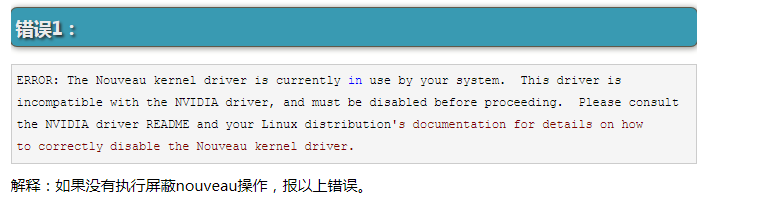 错误1：
ERROR: The Nouveau kernel driver is currently in use by your system.  This driver is
incompatible with the NVIDIA driver, and must be disabled before proceeding.  Please consult
the NVIDIA driver README and your Linux distribution's documentation for details on how
to correctly disable the Nouveau kernel driver.
解释：如果没有执行屏蔽nouveau操作，报以上错误。